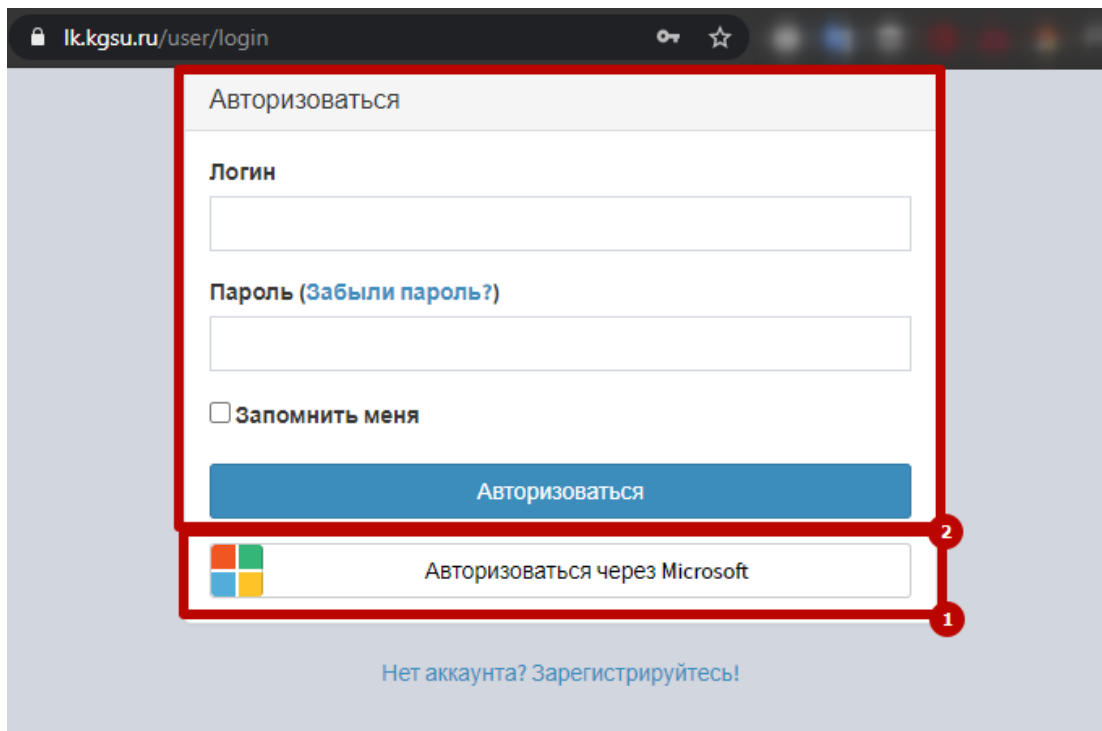 lk.kgsu.ru/user/login
Авторизоваться
Логин
Пароль (Забыли пароль?)
Запомнить меня
Авторизоваться
2
Авторизоваться через Microsoft
1
Нет аккаунта? Зарегистрируйтесь!